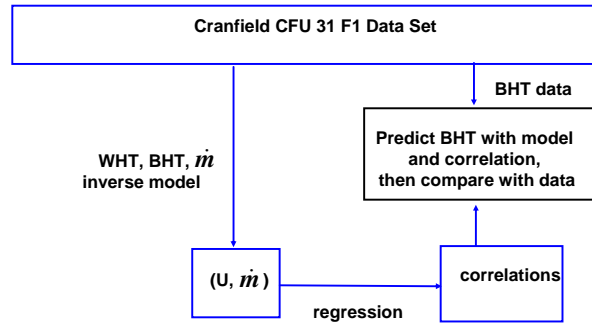 Cranfield CFU 31 F1 Data Set
BHT data
Predict BHT with model
and correlation,
then compare with data
WHT, BHT, ṁ
inverse model
(U, ṁ)
correlations
regression